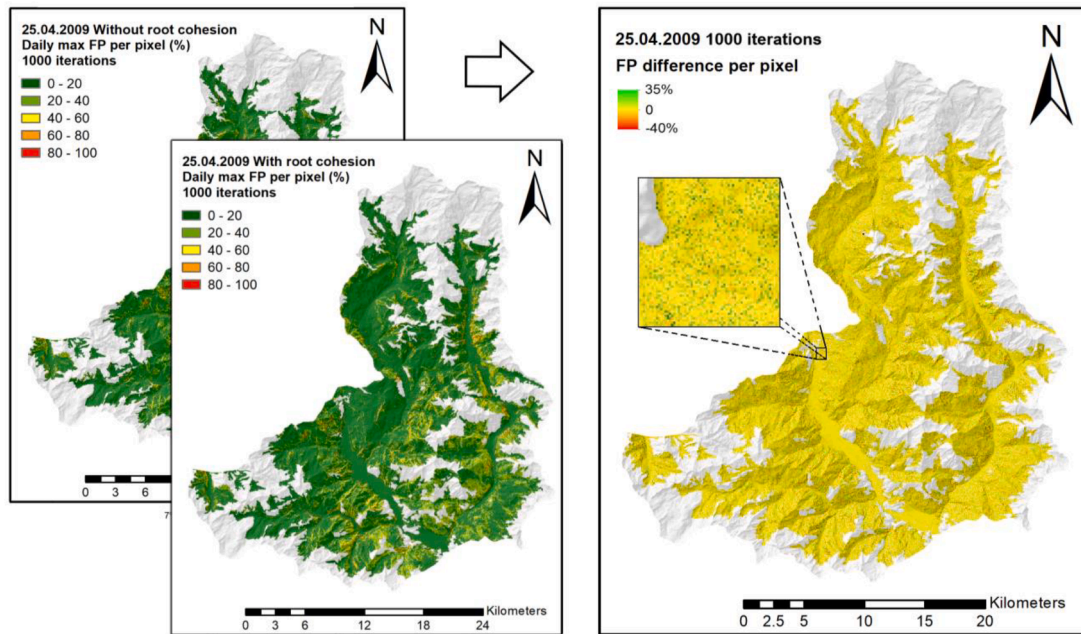 25.04.2009 Without root cohesion
Daily max FP per pixel (%)
1000 iterations
0 - 20
20 - 40
40 - 60
60 - 80
80 - 100
N
0 3 6
25.04.2009 With root cohesion
Daily max FP per pixel (%)
1000 iterations
0 - 20
20 - 40
40 - 60
60 - 80
80 - 100
N
Kilometers
0 3 6 12 18 24
25.04.2009 1000 iterations
FP difference per pixel
35%
0
-40%
N
Kilometers
0 2.5 5 10 15 20